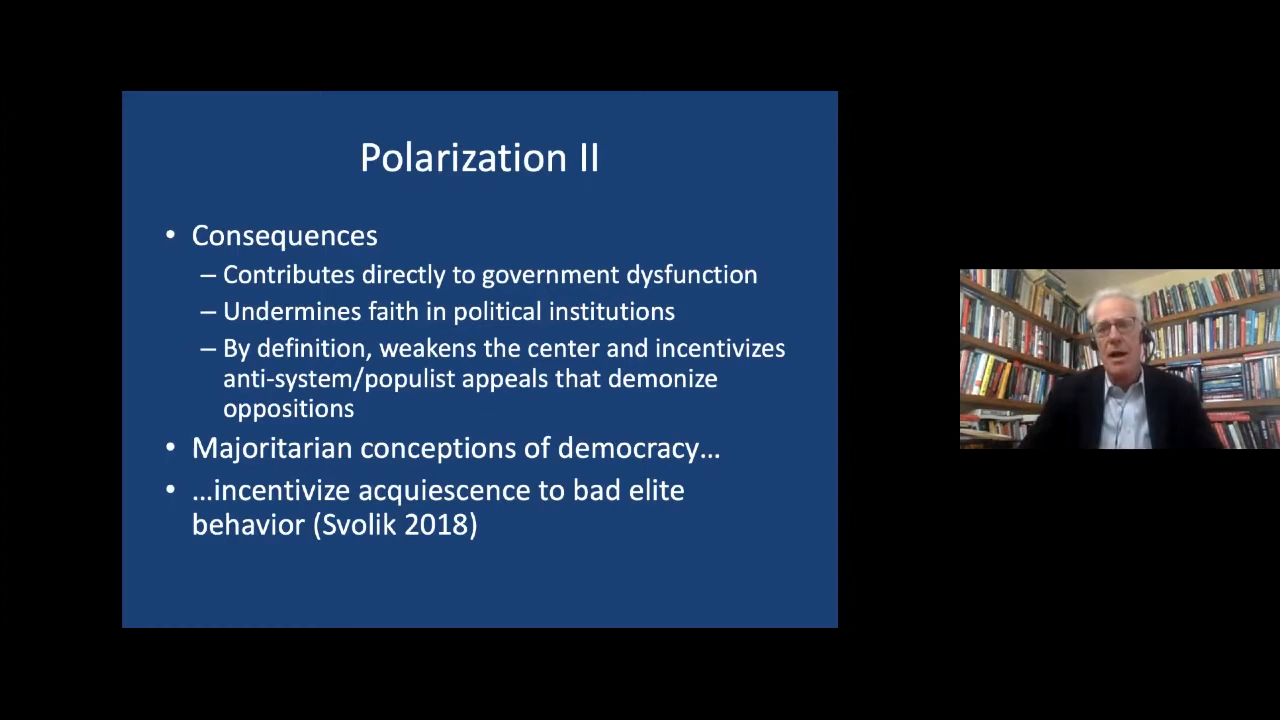 Polarization II
• Consequences
– Contributes directly to government dysfunction
– Undermines faith in political institutions
– By definition, weakens the center and incentivizes
anti-system/populist appeals that demonize
oppositions
• Majoritarian conceptions of democracy…
• …incentivize acquiescence to bad elite
behavior (Svolik 2018)